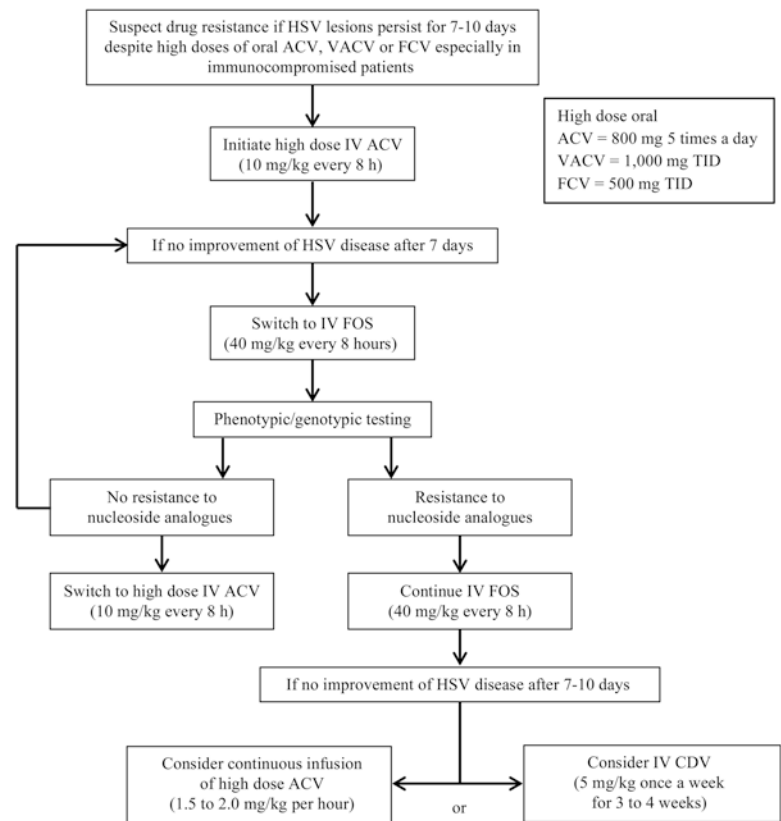 Suspect drug resistance if HSV lesions persist for 7-10 days
despite high doses of oral ACV, VACV or FCV especially in
immunocompromised patients
High dose oral
ACV = 800 mg 5 times a day
VACV = 1,000 mg TID
FCV = 500 mg TID
Initiate high dose IV ACV
(10 mg/kg every 8 h)
If no improvement of HSV disease after 7 days
Switch to IV FOS
(40 mg/kg every 8 hours)
Phenotypic/genotypic testing
No resistance to
nucleoside analogues
Resistance to
nucleoside analogues
Switch to high dose IV ACV
(10 mg/kg every 8 h)
Continue IV FOS
(40 mg/kg every 8 h)
If no improvement of HSV disease after 7-10 days
Consider continuous infusion
of high dose ACV
(1.5 to 2.0 mg/kg per hour)
or
Consider IV CDV
(5 mg/kg once a week
for 3 to 4 weeks)